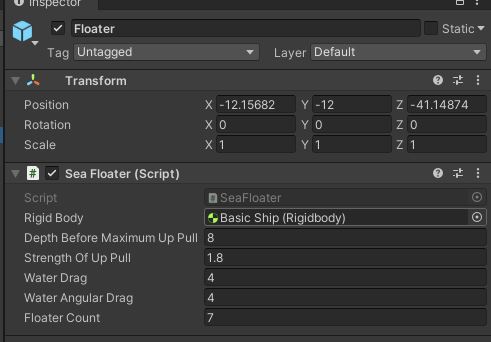 Inspector
Floater
Static
Tag Untagged Layer Default
Transform
Position X -12.15682 Y -12 Z -41.14874
Rotation X 0 Y 0 Z 0
Scale X 1 Y 1 Z 1
Sea Floater (Script)
Script SeaFloater
Rigid Body Basic Ship (Rigidbody)
Depth Before Maximum Up Pull 8
Strength Of Up Pull 1.8
Water Drag 4
Water Angular Drag 4
Floater Count 7